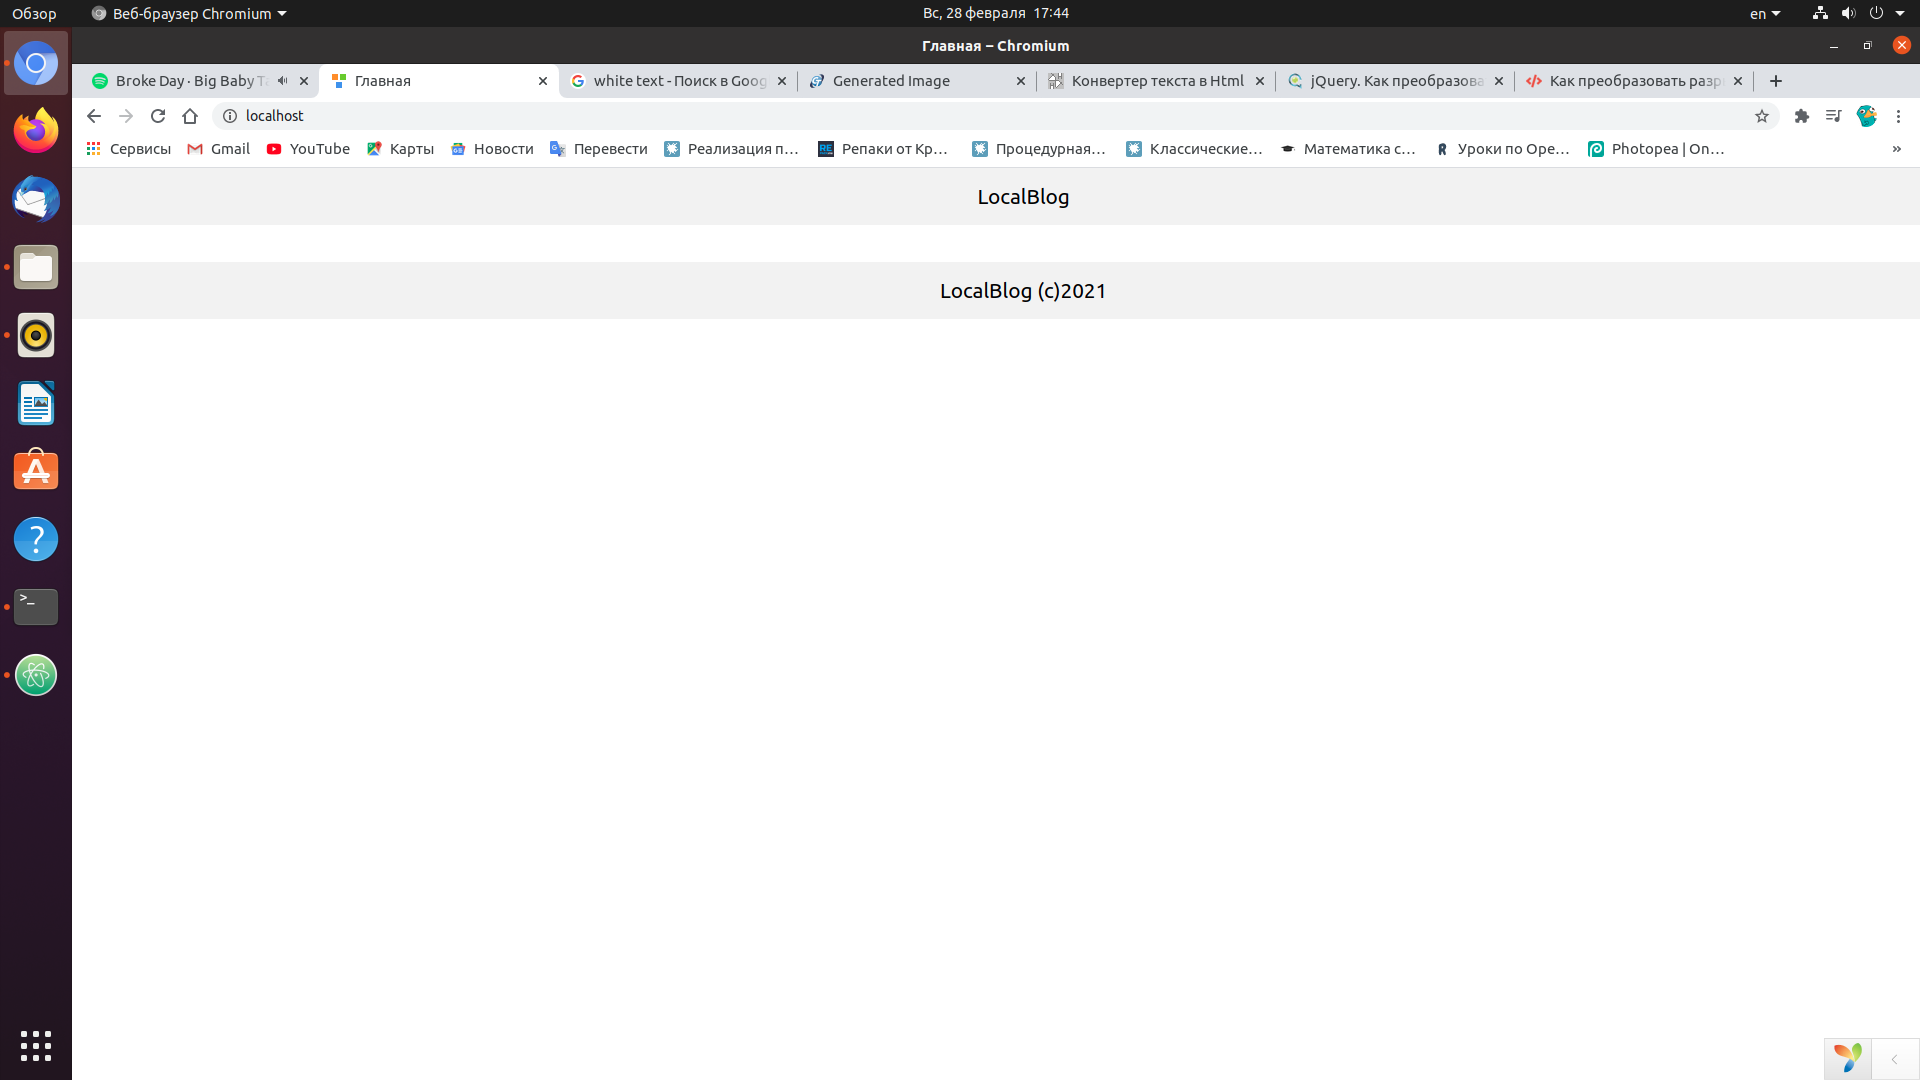 Обзор
Веб-браузер Chromium
Вс, 28 февраля 17:44
en
Главная – Chromium
Broke Day · Big Baby
Главная
white text - Поиск в Goog
Generated Image
Конвертер текста в Html
jQuery. Как преобразова
Как преобразовать разр
localhost
Сервисы
Gmail
YouTube
Карты
Новости
Перевести
Реализация п...
Репаки от Кр...
Процедурная...
Классические...
Математика с...
Уроки по Opе...
Photopea | On...
»
LocalBlog
LocalBlog (c)2021